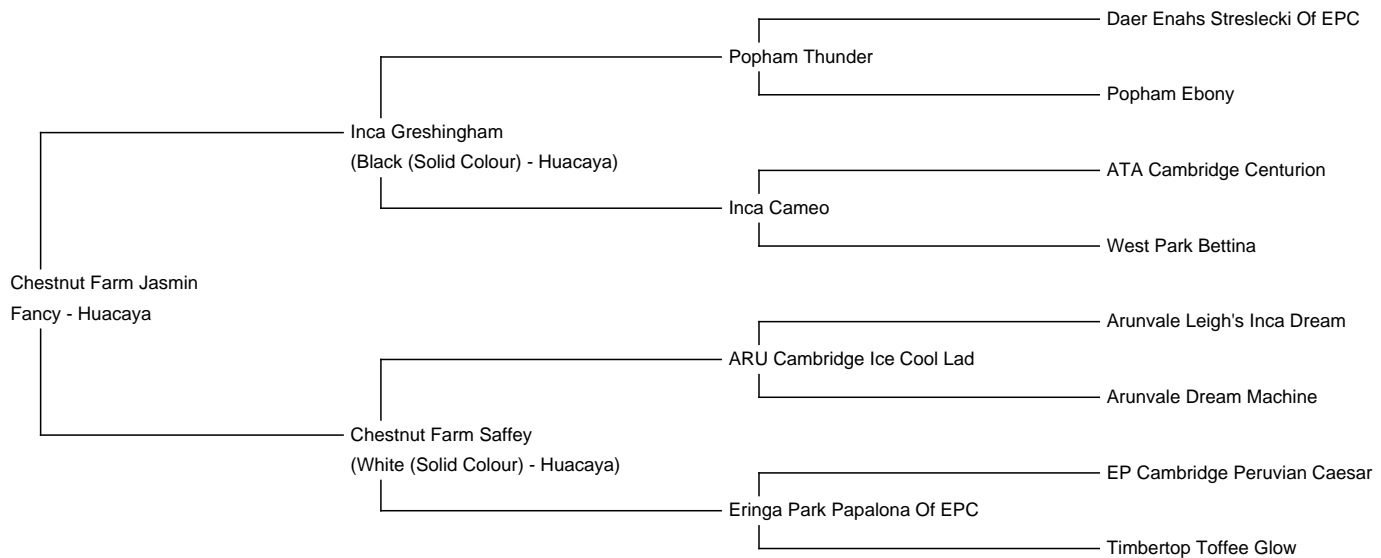 Daer Enahs Streslecki Of EPC
Popham Thunder
Popham Ebony
Inca Greshingham
(Black (Solid Colour) - Huacaya)
ATA Cambridge Centurion
Inca Cameo
West Park Bettina
Chestnut Farm Jasmin
Fancy - Huacaya
Arunvale Leigh's Inca Dream
ARU Cambridge Ice Cool Lad
Arunvale Dream Machine
Chestnut Farm Saffey
(White (Solid Colour) - Huacaya)
EP Cambridge Peruvian Caesar
Eringa Park Papalona Of EPC
Timbertop Toffee Glow